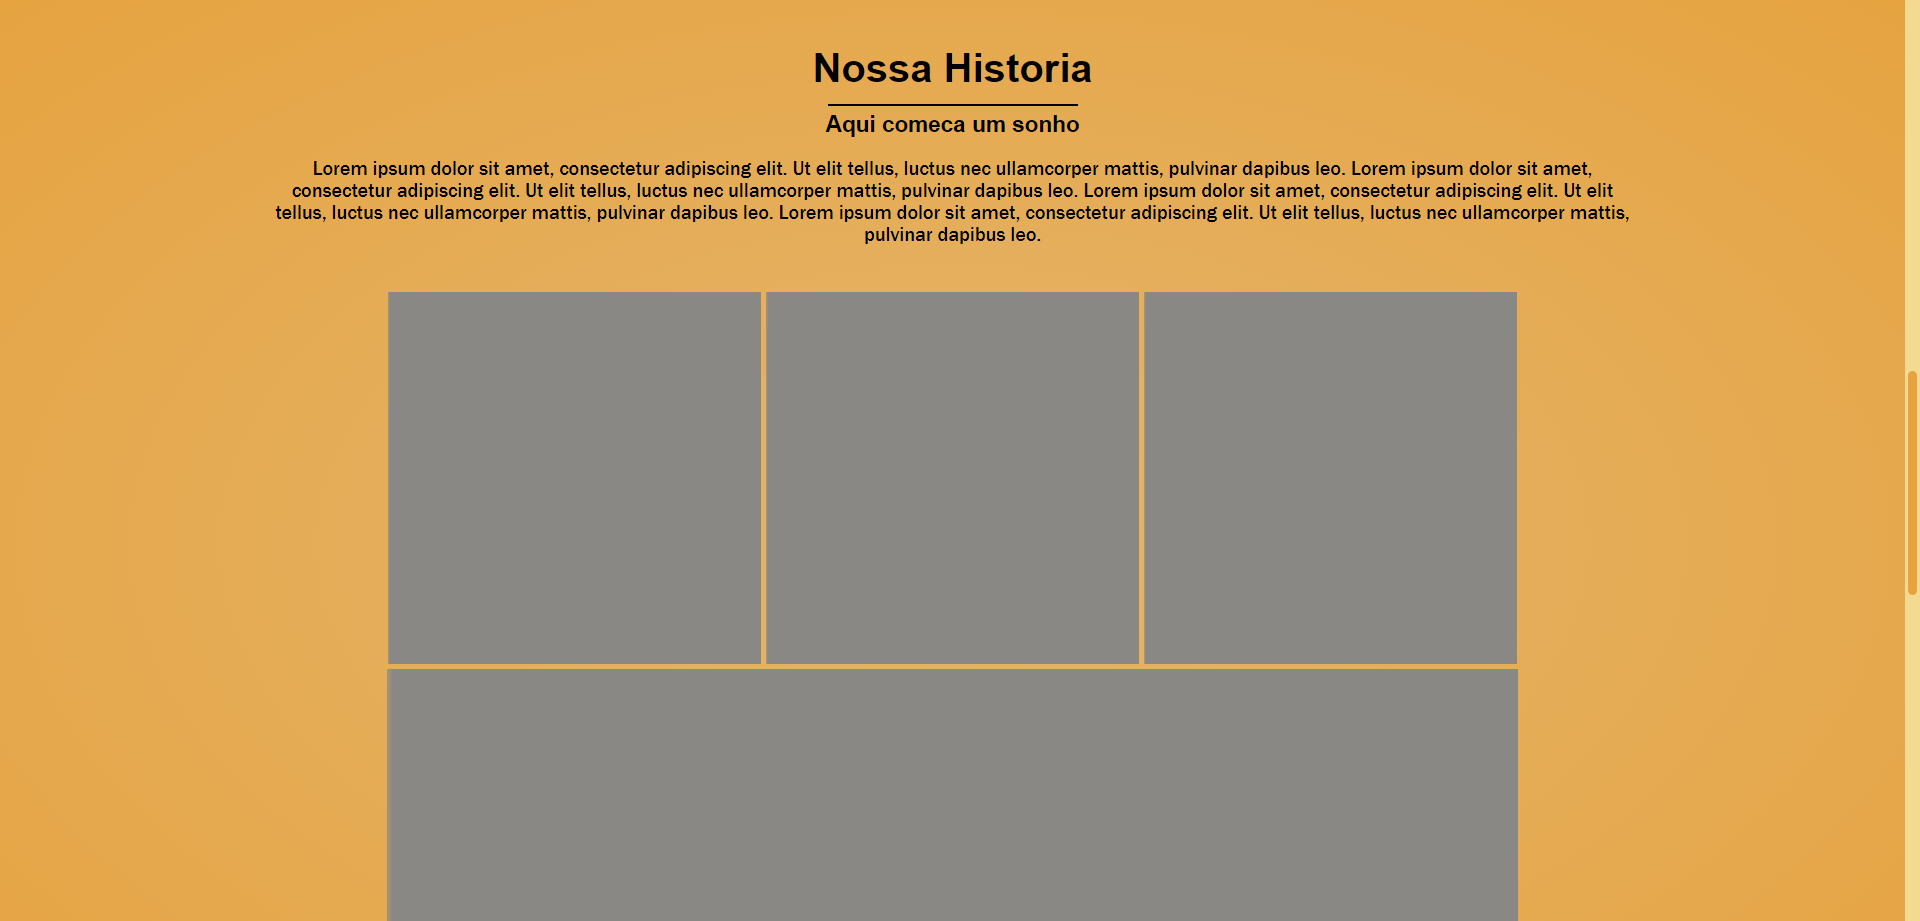 Nossa Historia
Aqui comeca um sonho
Lorem ipsum dolor sit amet, consectetur adipiscing elit. Ut elit tellus, luctus nec ullamcorper mattis, pulvinar dapibus leo. Lorem ipsum dolor sit amet,
consectetur adipiscing elit. Ut elit tellus, luctus nec ullamcorper mattis, pulvinar dapibus leo. Lorem ipsum dolor sit amet, consectetur adipiscing elit. Ut elit
tellus, luctus nec ullamcorper mattis, pulvinar dapibus leo. Lorem ipsum dolor sit amet, consectetur adipiscing elit. Ut elit tellus, luctus nec ullamcorper mattis,
pulvinar dapibus leo.